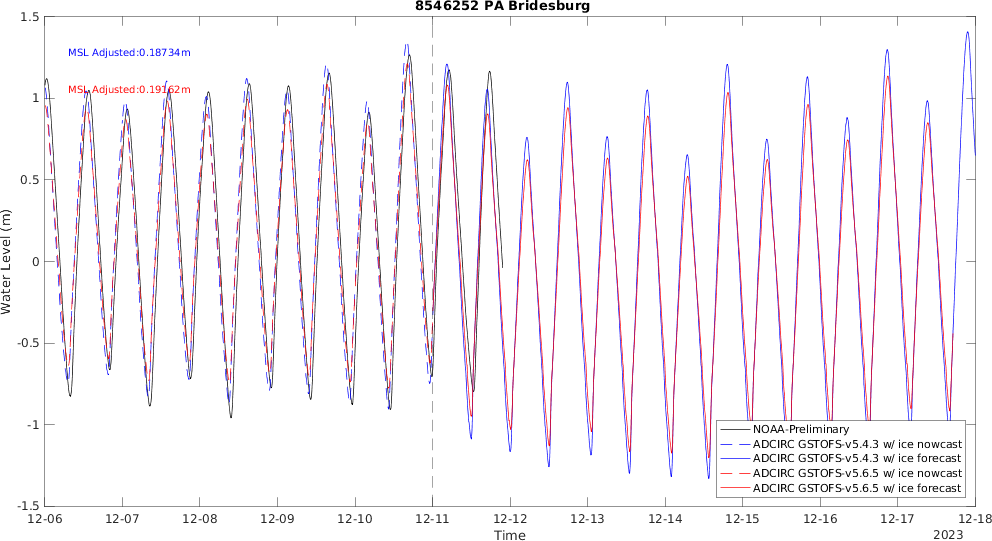 8546252 PA Bridesburg
1.5
MSL Adjusted:0.18734m
MSL Adjusted:0.19162m
1
0.5
0
-0.5
-1
-1.5
Water Level (m)
NOAA-Preliminary
ADCIRC GSTOFS-v5.4.3 w/ ice nowcast
ADCIRC GSTOFS-v5.4.3 w/ ice forecast
ADCIRC GSTOFS-v5.6.5 w/ ice nowcast
ADCIRC GSTOFS-v5.6.5 w/ ice forecast
12-06 12-07 12-08 12-09 12-10 12-11 12-12 12-13 12-14 12-15 12-16 12-17 12-18
Time
2023